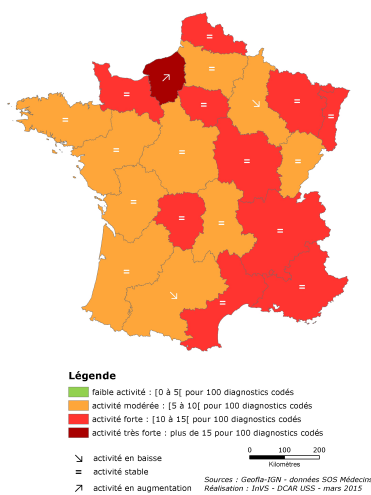 Légende
faible activité : [0 à 5[ pour 100 diagnostics codés
activité modérée : [5 à 10[ pour 100 diagnostics codés
activité forte : [10 à 15[ pour 100 diagnostics codés
activité très forte : plus de 15 pour 100 diagnostics codés
activité en baisse
activité stable
activité en augmentation
0 100 200
Kilomètres
Sources : Geofla-IGN - données SOS Médecins
Réalisation : InVS - DCAR USS - mars 2015